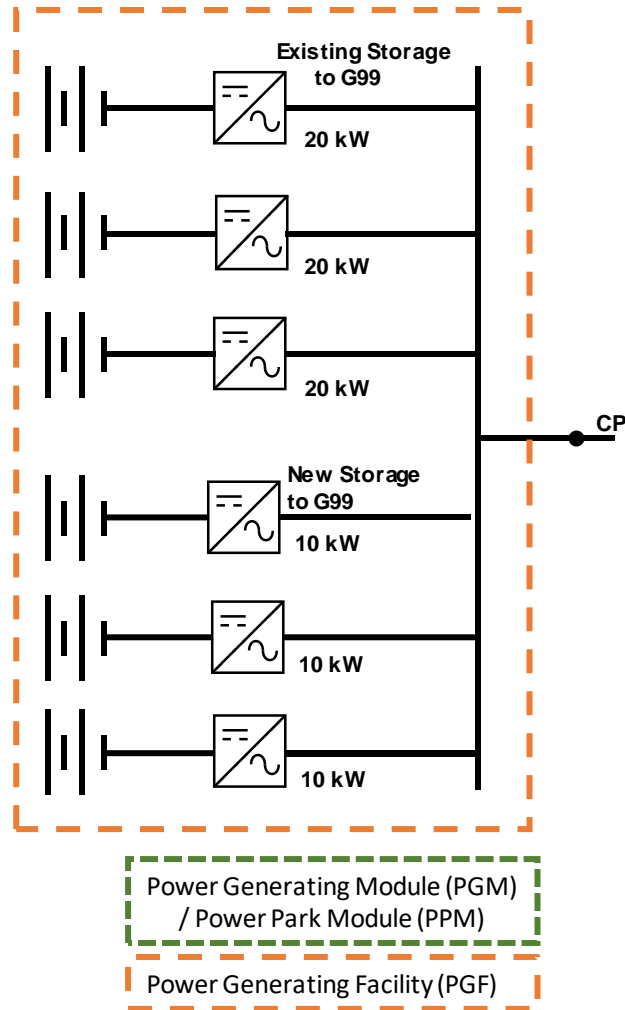 Existing Storage
to G99
20 kW
20 kW
20 kW
CP
New Storage
to G99
10 kW
10 kW
10 kW
Power Generating Module (PGM)
/ Power Park Module (PPM)
Power Generating Facility (PGF)